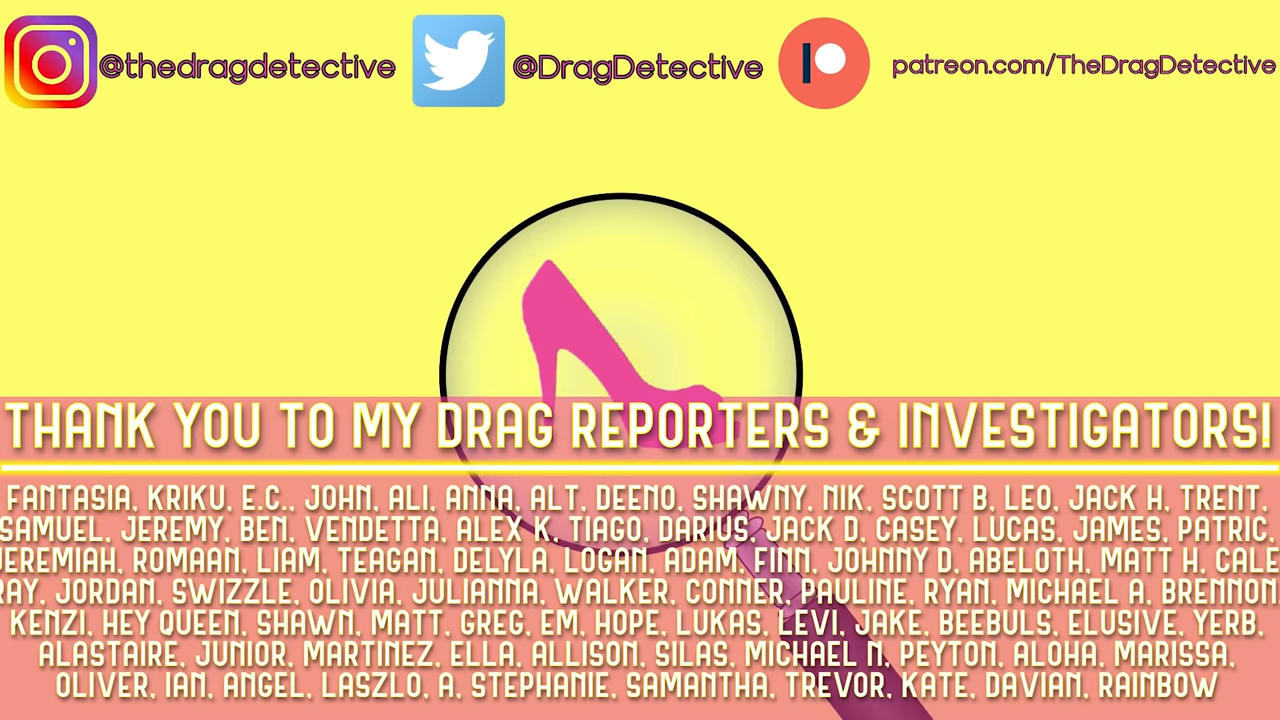 @thedragdetective @DragDetective patreon.com/TheDragDetective
THANK YOU TO MY DRAG REPORTERS & INVESTIGATORS!
FANTASIA, KRIKU, E.C., JOHN, ALI, ANNA, ALT, DEENO, SHAWNY, NIK, SCOTT B, LEO, JACK H, TRENT,
SAMUEL, JEREMY, BEN, VENDETTA, ALEX K, TIAGO, DARIUS, JACK D, CASEY, LUCAS, JAMES, PATRIC,
JEREMIAH, ROMAAN, LIAM, TEAGAN, DELYLA, LOGAN, ADAM, FINN, JOHNNY D, ABELOTH, MATT H, CALE
RAY, JORDAN, SWIZZLE, OLIVIA, JULIANNA, WALKER, CONNER, PAULINE, RYAN, MICHAEL A, BRENNON
KENZI, HEY QUEEN, SHAWN, MATT, GREG, EM, HOPE, LUKAS, LEVI, JAKE, BEEBULS, ELUSIVE, YERB,
ALASTAIRE, JUNIOR, MARTINEZ, ELLA, ALLISON, SILAS, MICHAEL N, PEYTON, ALOHA, MARISSA,
OLIVER, IAN, ANGEL, LASZLO, A, STEPHANIE, SAMANTHA, TREVOR, KATE, DAVIAN, RAINBOW